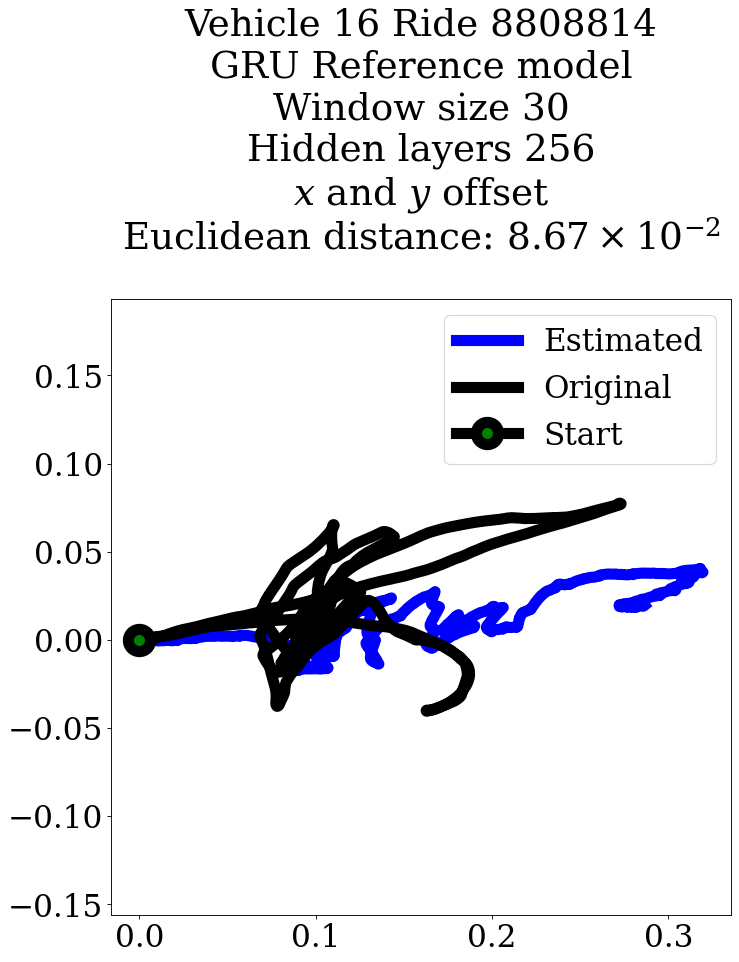 Vehicle 16 Ride 8808814
GRU Reference model
Window size 30
Hidden layers 256
x and y offset
Euclidean distance: 8.67 × 10⁻²
Estimated
Original
Start
0.15
0.10
0.05
0.00
−0.05
−0.10
−0.15
0.0 0.1 0.2 0.3